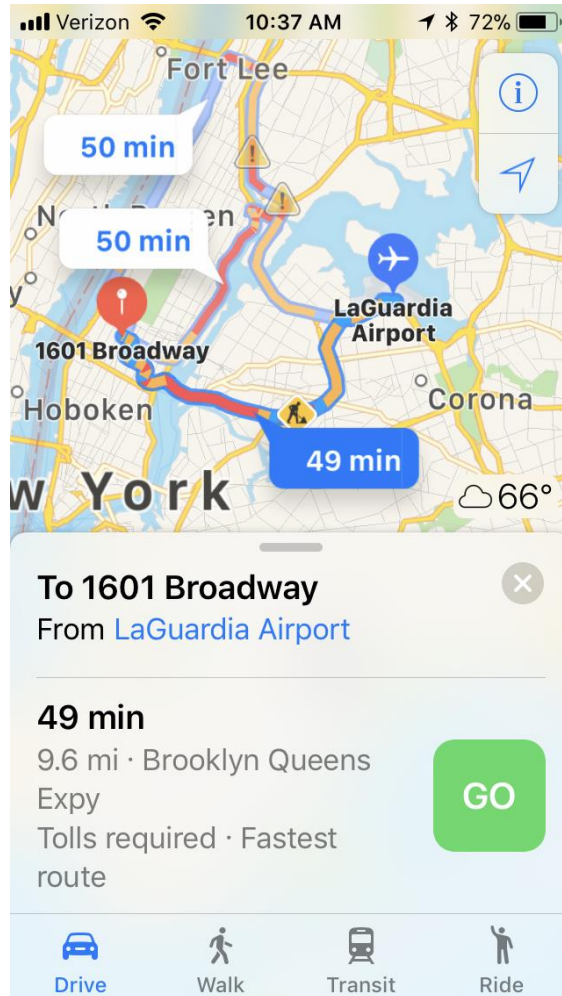 Verizon 10:37 AM 72%
Fort Lee
50 min
50 min
LaGuardia
Airport
1601 Broadway
Hoboken
Corona
49 min
w York
66°
To 1601 Broadway
From LaGuardia Airport
49 min
9.6 mi · Brooklyn Queens
Expy
GO
Tolls required · Fastest
route
Drive Walk Transit Ride